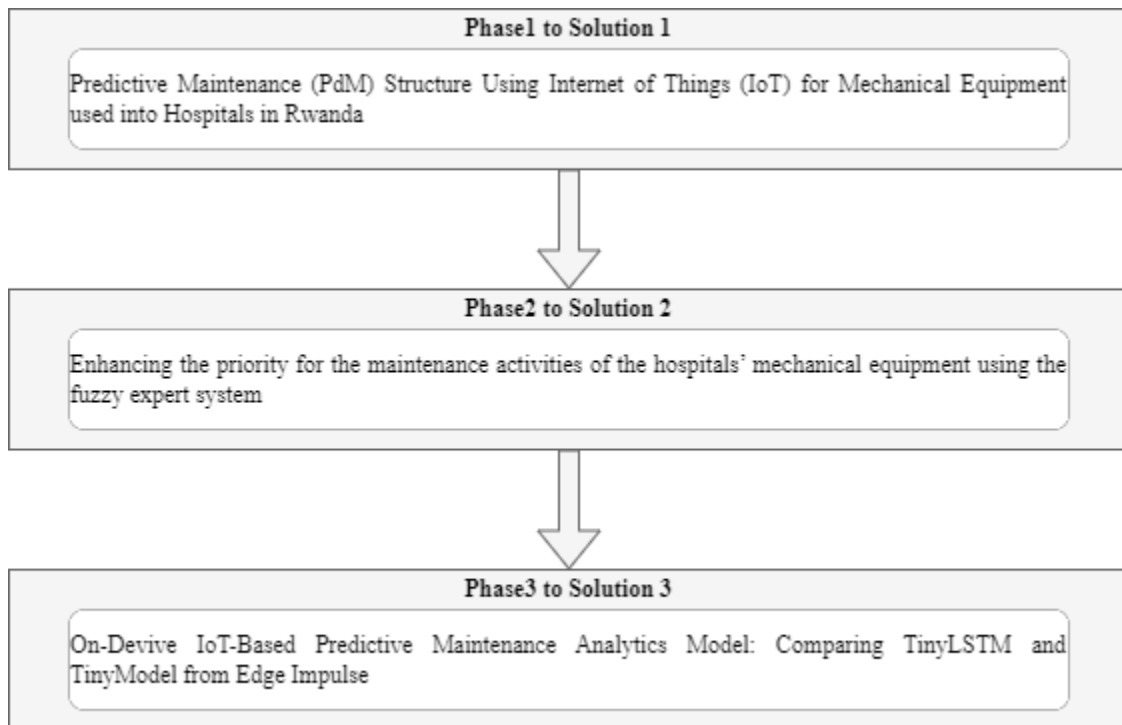 Phase1 to Solution 1
Predictive Maintenance (PdM) Structure Using Internet of Things (IoT) for Mechanical Equipment
used into Hospitals in Rwanda
Phase2 to Solution 2
Enhancing the priority for the maintenance activities of the hospitals’ mechanical equipment using the
fuzzy expert system
Phase3 to Solution 3
On-Devive IoT-Based Predictive Maintenance Analytics Model: Comparing TinyLSTM and
TinyModel from Edge Impulse